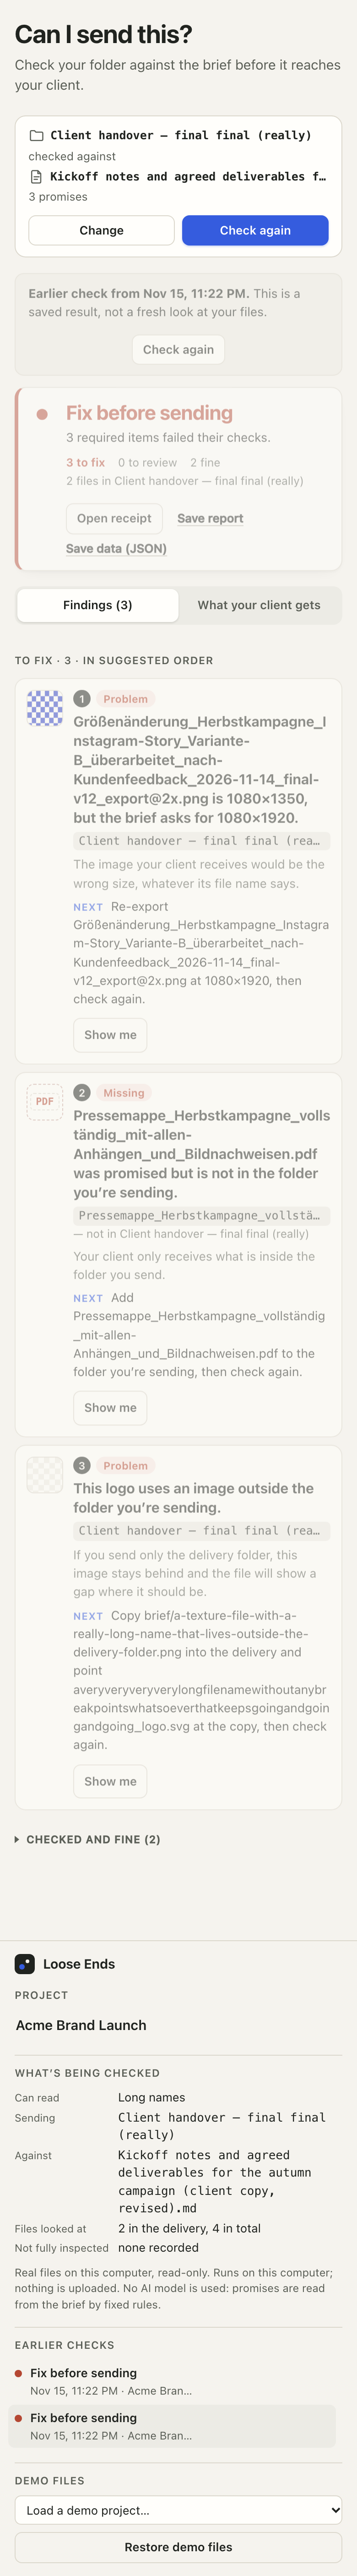 Can I send this?
Check your folder against the brief before it reaches
your client.
Client handover — final final (really)
checked against
Kickoff notes and agreed deliverables f…
3 promises
Change
Check again
Earlier check from Nov 15, 11:22 PM. This is a
saved result, not a fresh look at your files.
Check again
Fix before sending
3 required items failed their checks.
3 to fix 0 to review 2 fine
2 files in Client handover — final final (really)
Open receipt
Save report
Save data (JSON)
Findings (3)
What your client gets
TO FIX · 3 · IN SUGGESTED ORDER
1 Problem
Größenänderung_Herbstkampagne_I
nstagram-Story_Variante-
B_überarbeitet_nach-
Kundenfeedback_2026-11-14_final-
v12_export@2x.png is 1080×1350,
but the brief asks for 1080×1920.
Client handover — final final (rea…
The image your client receives would be the
wrong size, whatever its file name says.
NEXT Re-export
Größenänderung_Herbstkampagne_Instagra
m-Story_Variante-B_überarbeitet_nach-
Kundenfeedback_2026-11-14_final-
v12_export@2x.png at 1080×1920, then
check again.
Show me
PDF
2 Missing
Pressemappe_Herbstkampagne_volls
tändig_mit-allen-
Anhängen_und_Bildnachweisen.pdf
was promised but is not in the folder
you’re sending.
Pressemappe_Herbstkampagne_vollstä…
— not in Client handover — final final (really)
Your client only receives what is inside the
folder you send.
NEXT Add
Pressemappe_Herbstkampagne_vollständig
_mit-allen-
Anhängen_und_Bildnachweisen.pdf to the
folder you’re sending, then check again.
Show me
3 Problem
This logo uses an image outside the
folder you’re sending.
Client handover — final final (rea…
If you send only the delivery folder, this
image stays behind and the file will show a
gap where it should be.
NEXT Copy brief/a-texture-file-with-a-
really-long-name-that-lives-outside-the-
delivery-folder.png into the delivery and
point
averyveryveryverylongfilenamewithoutanybr
eakpointswhatsoeverthatkeepsgoingandgoin
gandgoing_logo.svg at the copy, then check
again.
Show me
CHECKED AND FINE (2)
Loose Ends
PROJECT
Acme Brand Launch
WHAT’S BEING CHECKED
Can read Long names
Sending Client handover — final final
(really)
Against Kickoff notes and agreed
deliverables for the autumn
campaign (client copy,
revised).md
Files looked at 2 in the delivery, 4 in total
Not fully inspected none recorded
Real files on this computer, read-only. Runs on this computer;
nothing is uploaded. No AI model is used: promises are read
from the brief by fixed rules.
EARLIER CHECKS
Fix before sending
Nov 15, 11:22 PM · Acme Bran…
Fix before sending
Nov 15, 11:22 PM · Acme Bran…
DEMO FILES
Load a demo project…
Restore demo files